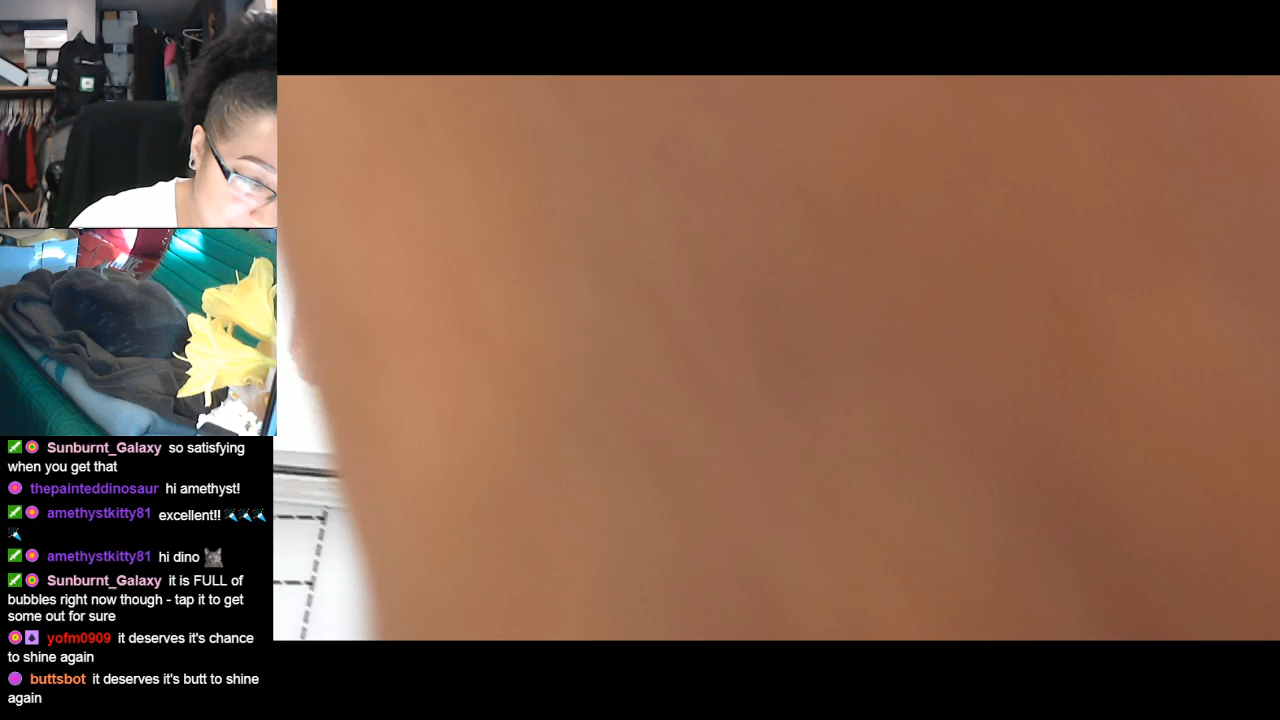 Sunburnt_Galaxy so satisfying
when you get that
thepainteddinosaur hi amethyst!
amethystkitty81 excellent!!
amethystkitty81 hi dino
Sunburnt_Galaxy it is FULL of
bubbles right now though - tap it to get
some out for sure
yofm0909 it deserves it's chance
to shine again
buttsbot it deserves it's butt to shine
again